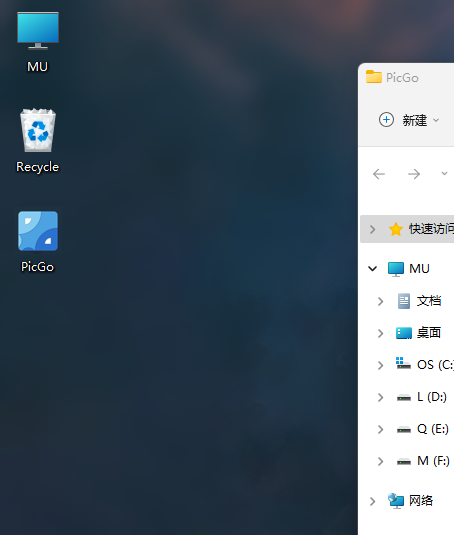 MU
Recycle
PicGo
PicGo
新建
快速访问
MU
文档
桌面
OS (C:)
L (D:)
Q (E:)
M (F:)
网络